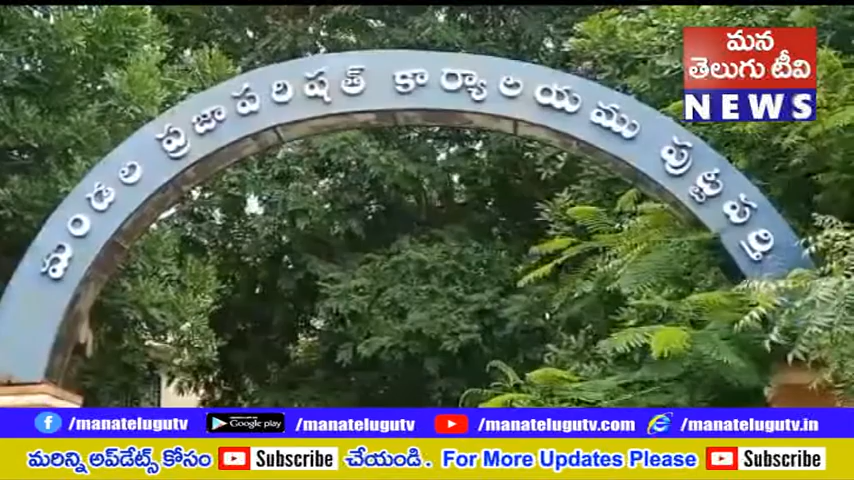 మన
తెలుగు టీవి
NEWS
మండల ప్రజాపరిషత్ కార్యాలయము
/manatelugutv Google play /manatelugutv /manatelugutv.com /manatelugutv.in
మరిన్ని అప్‌డేట్స్ కోసం Subscribe చేయండి. For More Updates Please Subscribe